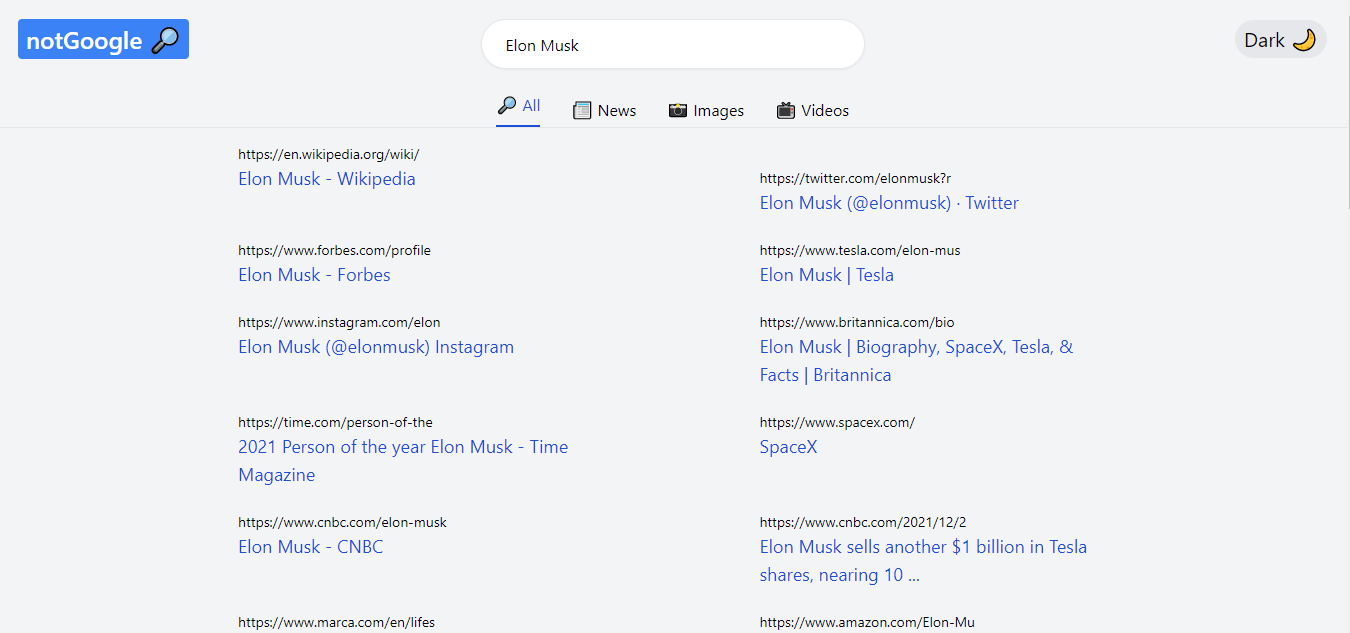 notGoogle
Elon Musk
Dark
All
News
Images
Videos
https://en.wikipedia.org/wiki/
Elon Musk - Wikipedia
https://twitter.com/elonmusk?r
Elon Musk (@elonmusk) · Twitter
https://www.forbes.com/profile
Elon Musk - Forbes
https://www.tesla.com/elon-mus
Elon Musk | Tesla
https://www.instagram.com/elon
Elon Musk (@elonmusk) Instagram
https://www.britannica.com/bio
Elon Musk | Biography, SpaceX, Tesla, &
Facts | Britannica
https://time.com/person-of-the
2021 Person of the year Elon Musk - Time
Magazine
https://www.spacex.com/
SpaceX
https://www.cnbc.com/elon-musk
Elon Musk - CNBC
https://www.cnbc.com/2021/12/2
Elon Musk sells another $1 billion in Tesla
shares, nearing 10 ...
https://www.marca.com/en/lifes
https://www.amazon.com/Elon-Mu